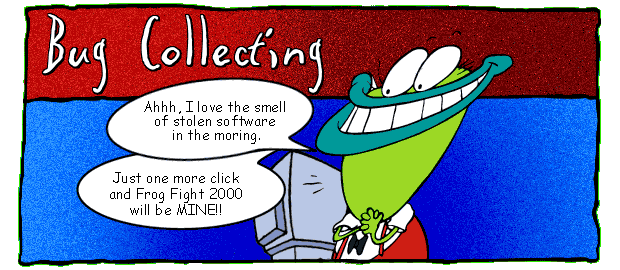 Bug Collecting
Ahhh, I love the smell
of stolen software
in the moring.
Just one more click
and Frog Fight 2000
will be MINE!!